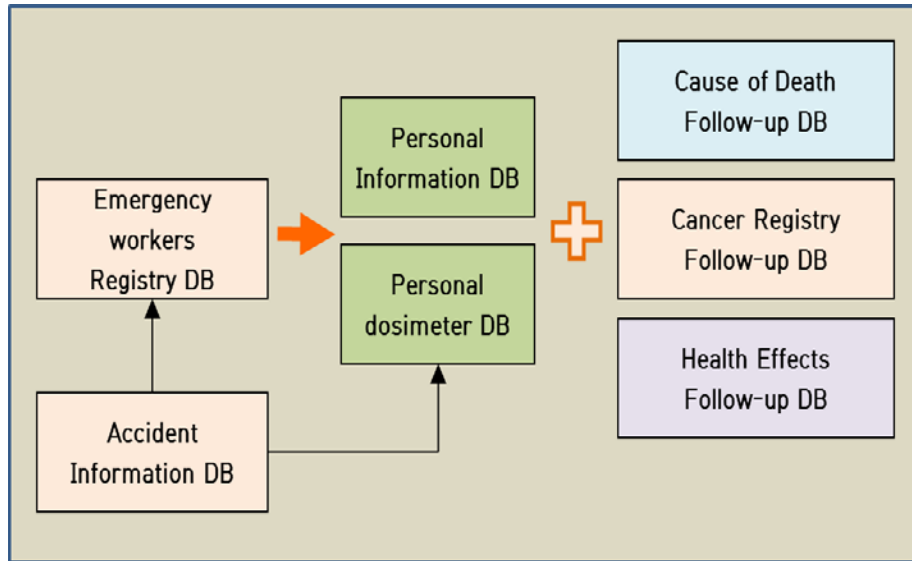 Emergency
workers
Registry DB
Accident
Information DB
Personal
Information DB
Personal
dosimeter DB
Cause of Death
Follow-up DB
Cancer Registry
Follow-up DB
Health Effects
Follow-up DB